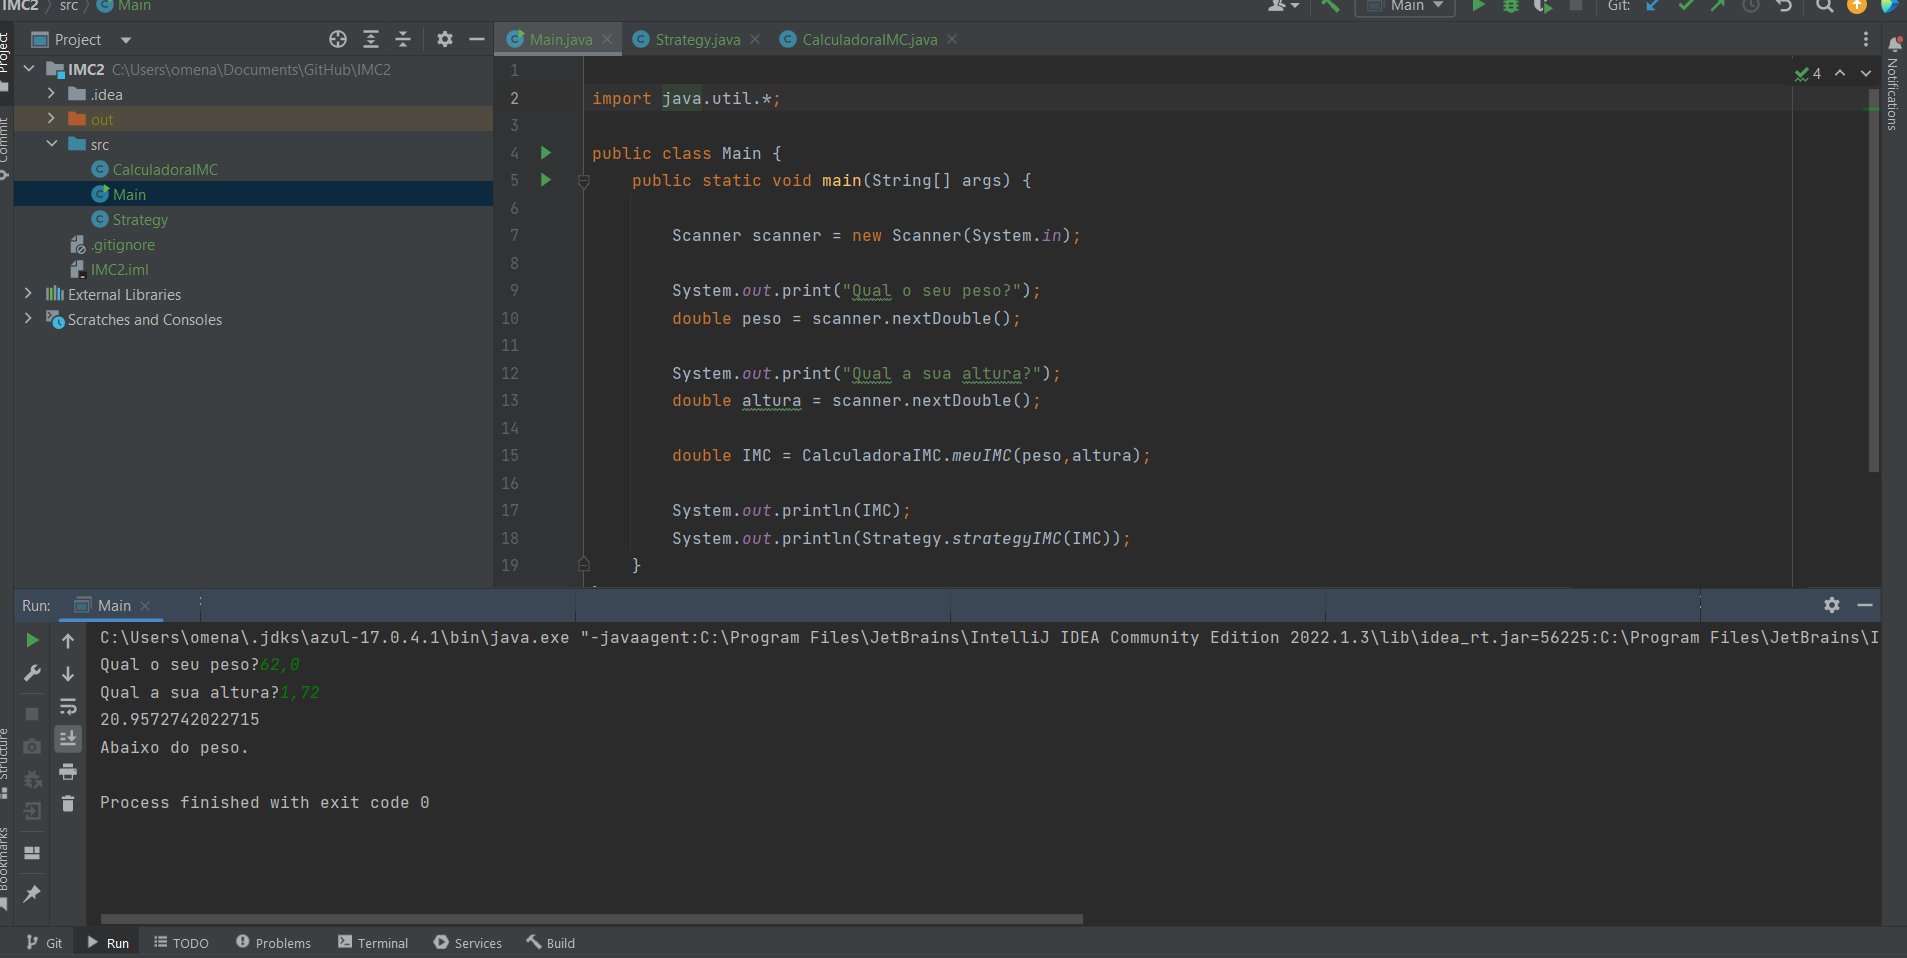 IMC2 src Main
Main Git:
Project
Main.java Strategy.java CalculadoraIMC.java
Project
Commit
Structure
Bookmarks
Notifications
IMC2 C:\Users\omena\Documents\GitHub\IMC2
.idea
out
src
CalculadoraIMC
Main
Strategy
.gitignore
IMC2.iml
External Libraries
Scratches and Consoles
4
1
2 import java.util.*;
3
4 public class Main {
5 public static void main(String[] args) {
6
7 Scanner scanner = new Scanner(System.in);
8
9 System.out.print("Qual o seu peso?");
10 double peso = scanner.nextDouble();
11
12 System.out.print("Qual a sua altura?");
13 double altura = scanner.nextDouble();
14
15 double IMC = CalculadoraIMC.meuIMC(peso,altura);
16
17 System.out.println(IMC);
18 System.out.println(Strategy.strategyIMC(IMC));
19 }
Run: Main
C:\Users\omena\.jdks\azul-17.0.4.1\bin\java.exe "-javaagent:C:\Program Files\JetBrains\IntelliJ IDEA Community Edition 2022.1.3\lib\idea_rt.jar=56225:C:\Program Files\JetBrains\I
Qual o seu peso?62,0
Qual a sua altura?1,72
20.9572742022715
Abaixo do peso.
Process finished with exit code 0
Git Run TODO Problems Terminal Services Build